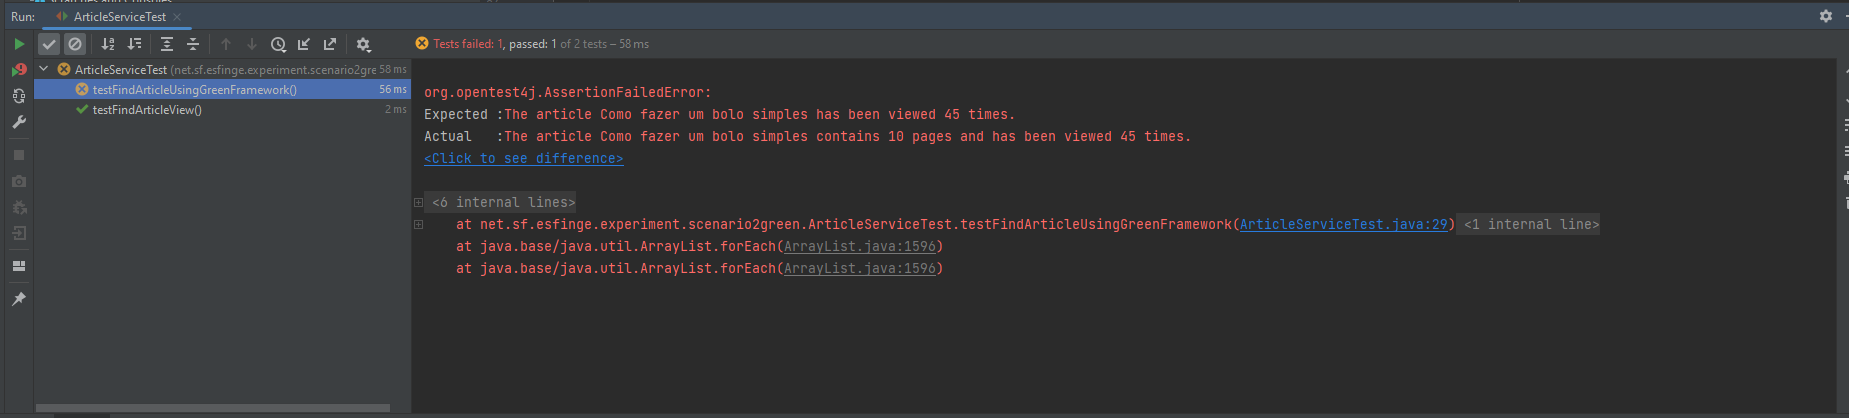 Run: ArticleServiceTest
Tests failed: 1, passed: 1 of 2 tests – 58 ms
ArticleServiceTest (net.sf.esfinge.experiment.scenario2gre 58 ms
testFindArticleUsingGreenFramework() 56 ms
testFindArticleView() 2 ms
org.opentest4j.AssertionFailedError:
Expected :The article Como fazer um bolo simples has been viewed 45 times.
Actual :The article Como fazer um bolo simples contains 10 pages and has been viewed 45 times.
<Click to see difference>
<6 internal lines>
at net.sf.esfinge.experiment.scenario2green.ArticleServiceTest.testFindArticleUsingGreenFramework(ArticleServiceTest.java:29) <1 internal line>
at java.base/java.util.ArrayList.forEach(ArrayList.java:1596)
at java.base/java.util.ArrayList.forEach(ArrayList.java:1596)